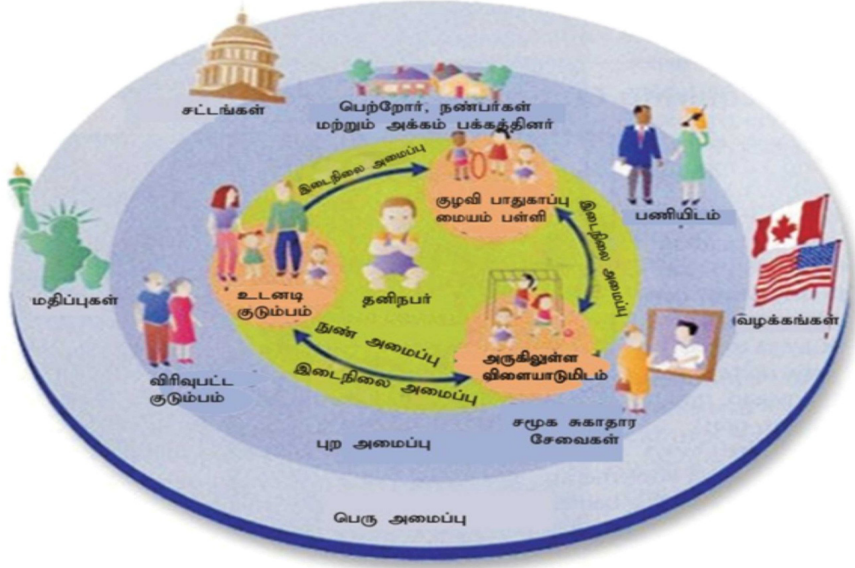 சட்டங்கள்
பெற்றோர், நண்பர்கள்
மற்றும் அக்கம் பக்கத்தினர்
இடைநிலை அமைப்பு
குழவி பாதுகாப்பு
மையம் பள்ளி
இடைநிலை அமைப்பு
பணியிடம்
மதிப்புகள்
உடனடி
குடும்பம்
தனிநபர்
வழக்கங்கள்
நுண் அமைப்பு
இடைநிலை அமைப்பு
அருகிலுள்ள
விளையாடுமிடம்
விரிவுபட்ட
குடும்பம்
சமூக சுகாதார
சேவைகள்
புற அமைப்பு
பெரு அமைப்பு